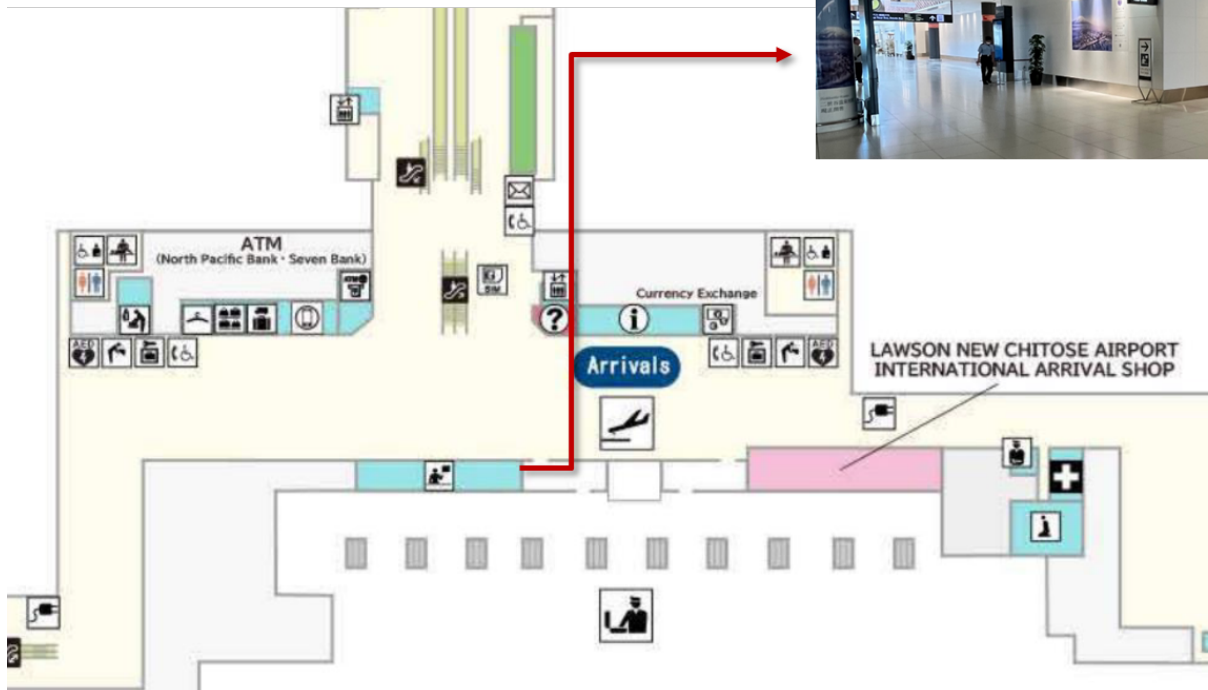 ATM
(North Pacific Bank・Seven Bank)
SIM
ATM
Currency Exchange
?
i
AED
AED
Arrivals
LAWSON NEW CHITOSE AIRPORT
INTERNATIONAL ARRIVAL SHOP